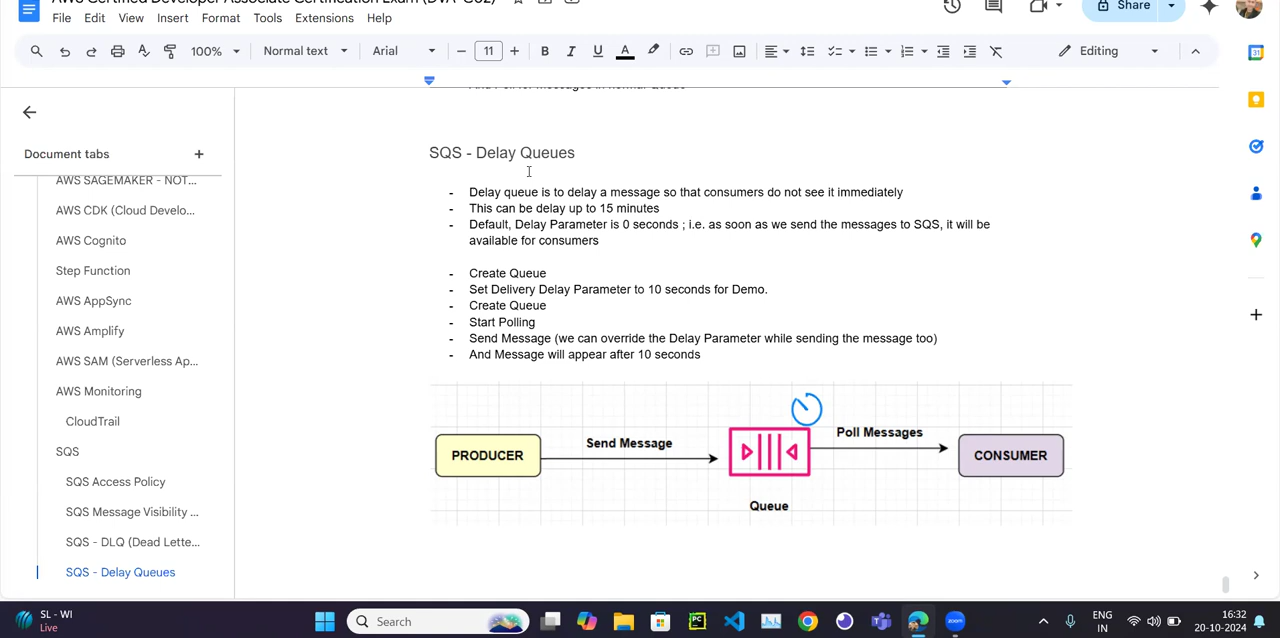 File Edit View Insert Format Tools Extensions Help
Share
100% Normal text Arial 11 Editing
31
Document tabs
AWS SAGEMAKER - NOT...
AWS CDK (Cloud Develo...
AWS Cognito
Step Function
AWS AppSync
AWS Amplify
AWS SAM (Serverless Ap...
AWS Monitoring
CloudTrail
SQS
SQS Access Policy
SQS Message Visibility ...
SQS - DLQ (Dead Lette...
SQS - Delay Queues
SQS - Delay Queues
- Delay queue is to delay a message so that consumers do not see it immediately
- This can be delay up to 15 minutes
- Default, Delay Parameter is 0 seconds ; i.e. as soon as we send the messages to SQS, it will be
available for consumers
- Create Queue
- Set Delivery Delay Parameter to 10 seconds for Demo.
- Create Queue
- Start Polling
- Send Message (we can override the Delay Parameter while sending the message too)
- And Message will appear after 10 seconds
PRODUCER
Send Message
Queue
Poll Messages
CONSUMER
SL - WI
Live
Search
PC
zoom
ENG
IN
16:32
20-10-2024